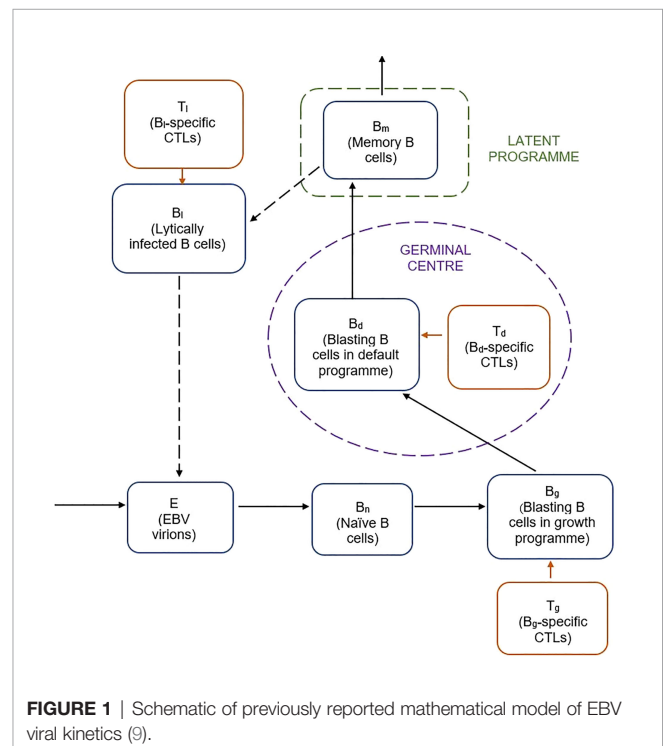 Tl
(Bl-specific
CTLs)
Bm
(Memory B
cells)
LATENT
PROGRAMME
Bl
(Lytically
infected B cells)
GERMINAL
CENTRE
Bd
(Blasting B
cells in default
programme)
Td
(Bd-specific
CTLs)
E
(EBV
virions)
Bn
(Naïve B
cells)
Bg
(Blasting B
cells in growth
programme)
Tg
(Bg-specific
CTLs)
FIGURE 1 | Schematic of previously reported mathematical model of EBV
viral kinetics (9).